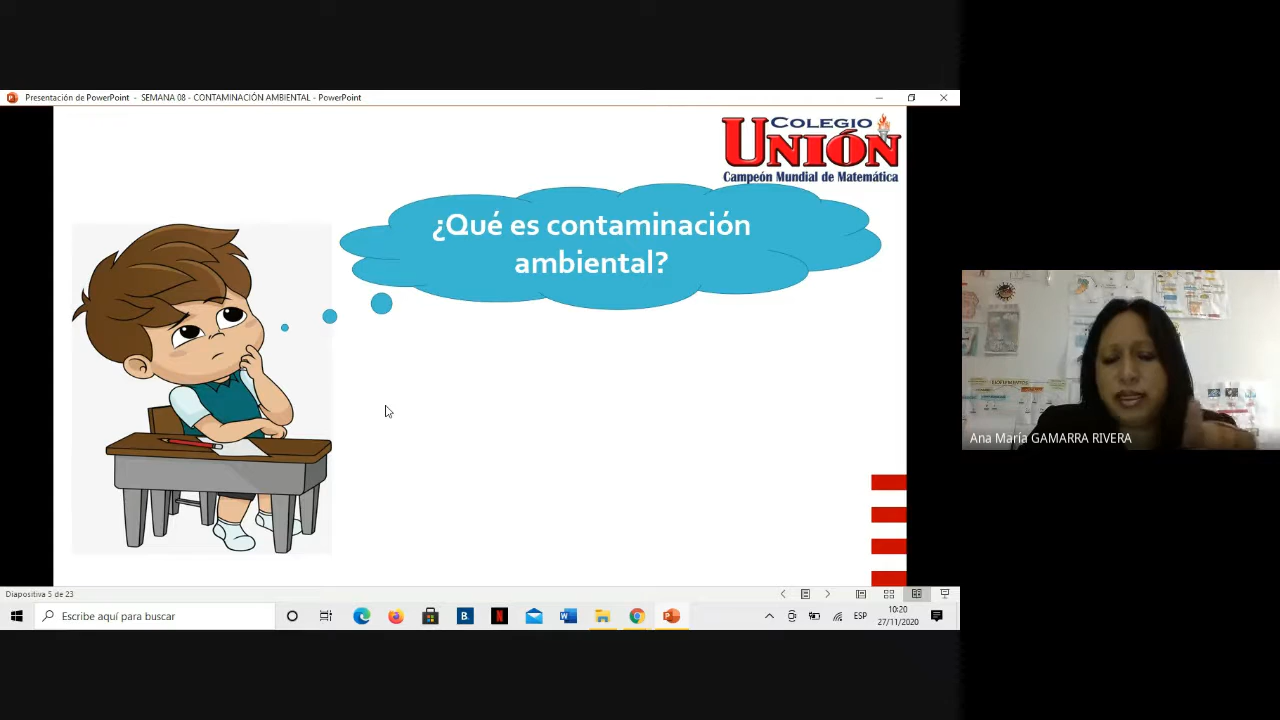 Presentación de PowerPoint - SEMANA 08 - CONTAMINACIÓN AMBIENTAL - PowerPoint
COLEGIO
UNIÓN
Campeón Mundial de Matemática
¿Qué es contaminación
ambiental?
Ana María GAMARRA RIVERA
Diapositiva 5 de 23
Escribe aquí para buscar
B.
N
ESP
10:20
27/11/2020